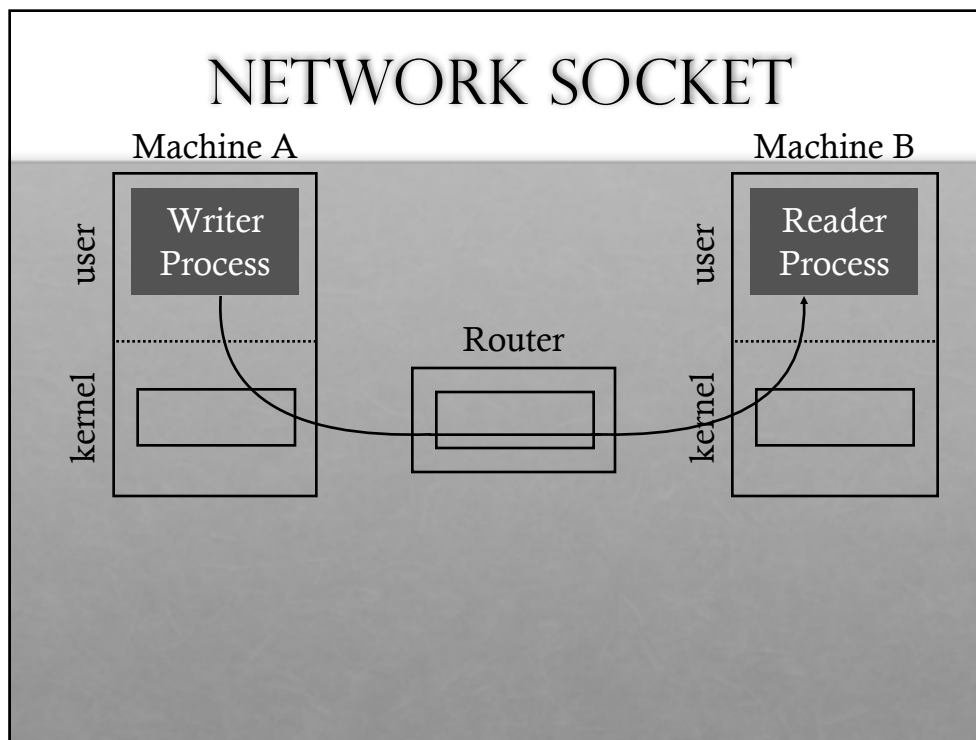 NETWORK SOCKET
Machine A
Machine B
Writer
Process
Reader
Process
user
user
Router
kernel
kernel